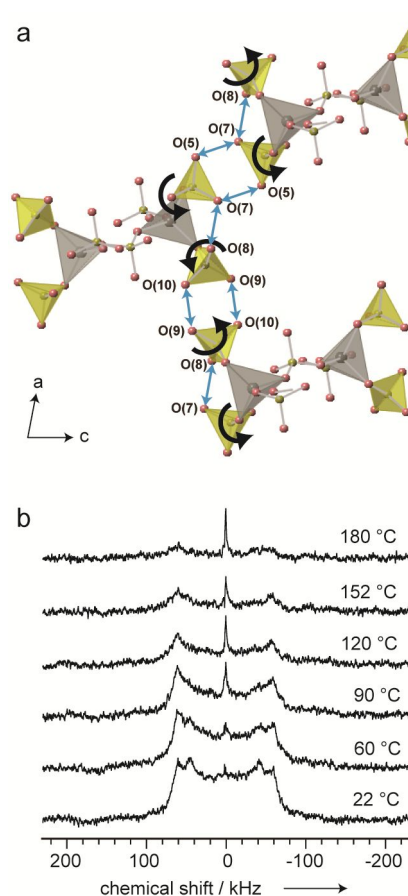 a
O(8)
O(7)
O(5)
O(5)
O(7)
O(8)
O(10)
O(9)
O(9)
O(10)
O(8)
O(7)
a
c
b
180 °C
152 °C
120 °C
90 °C
60 °C
22 °C
200 100 0 -100 -200
chemical shift / kHz